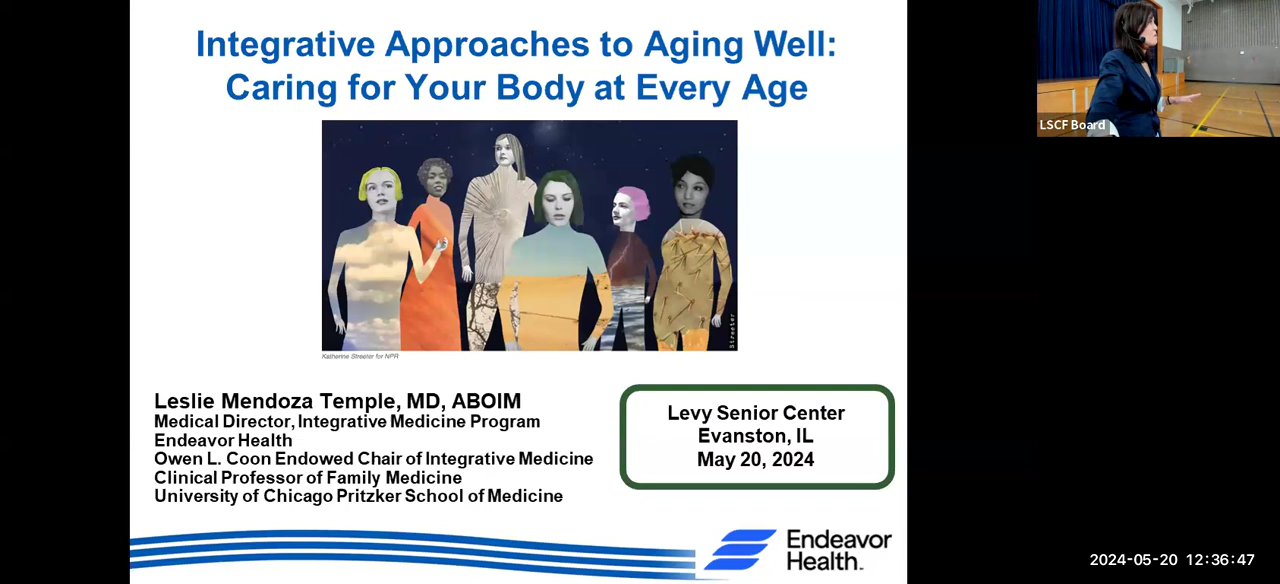 Integrative Approaches to Aging Well:
Caring for Your Body at Every Age
Streeter
Katherine Streeter for NPR
Leslie Mendoza Temple, MD, ABOIM
Medical Director, Integrative Medicine Program
Endeavor Health
Owen L. Coon Endowed Chair of Integrative Medicine
Clinical Professor of Family Medicine
University of Chicago Pritzker School of Medicine
Levy Senior Center
Evanston, IL
May 20, 2024
Endeavor
Health™
LSCF Board
2024-05-20 12:36:47